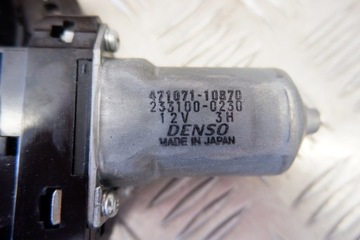 471071-10870
233100-0230
12V 3H
DENSO
MADE IN JAPAN